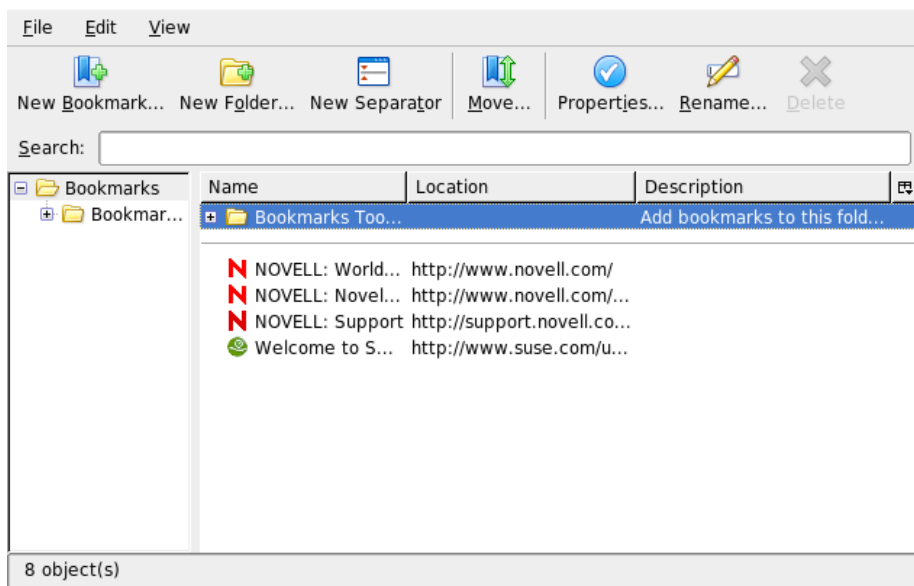 File Edit View
New Bookmark... New Folder... New Separator Move... Properties... Rename... Delete
Search:
Bookmarks Name Location Description
Bookmar... Bookmarks Too... Add bookmarks to this fold...
NOVELL: World... http://www.novell.com/
NOVELL: Novel... http://www.novell.com/...
NOVELL: Support http://support.novell.co...
Welcome to S... http://www.suse.com/u...
8 object(s)